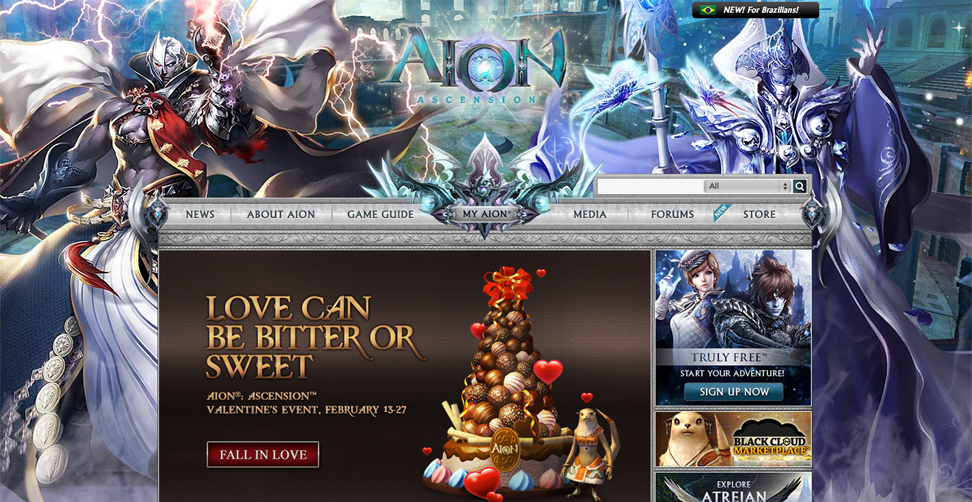 NEW! For Brazilians!
AION
ASCENSION
All
NEWS
ABOUT AION
GAME GUIDE
MY AION®
MEDIA
FORUMS
NEW
STORE
LOVE CAN
BE BITTER OR
SWEET
AION®: ASCENSION™
VALENTINE'S EVENT, FEBRUARY 13-27
FALL IN LOVE
AION
TRULY FREE™
START YOUR ADVENTURE!
SIGN UP NOW
BLACK CLOUD
MARKETPLACE
EXPLORE
ATREIAN